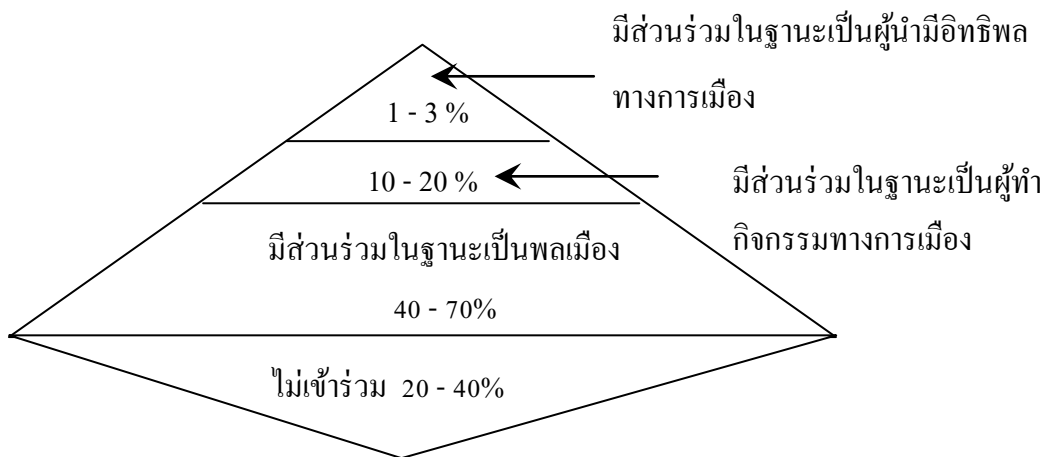 มีส่วนร่วมในฐานะเป็นผู้นำมีอิทธิพล
ทางการเมือง
1 - 3 %
10 - 20 %
มีส่วนร่วมในฐานะเป็นผู้ทำ
กิจกรรมทางการเมือง
มีส่วนร่วมในฐานะเป็นพลเมือง
40 - 70%
ไม่เข้าร่วม 20 - 40%